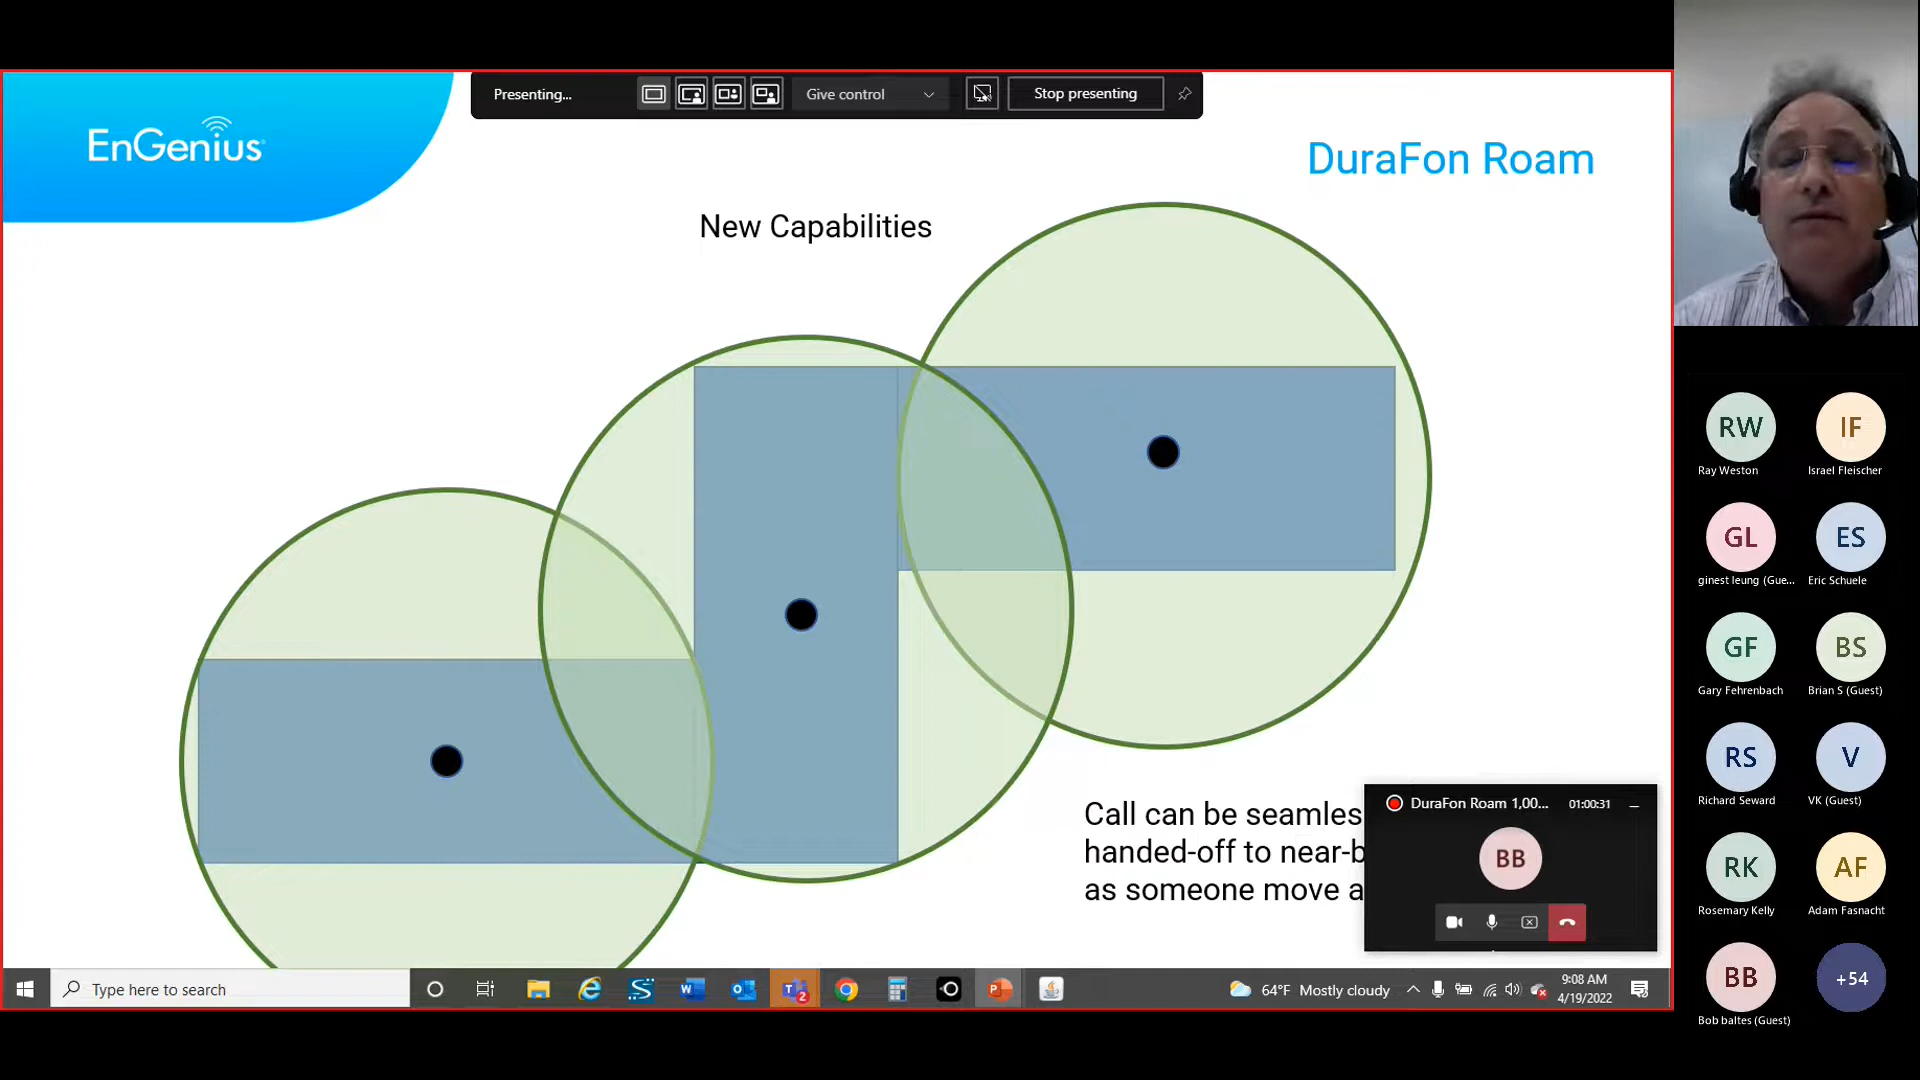 Presenting...
Give control
Stop presenting
EnGenius
DuraFon Roam
New Capabilities
Call can be seamles
handed-off to near-b
as someone move a
DuraFon Roam 1,00...
01:00:31
BB
RW
IF
Ray Weston
Israel Fleischer
GL
ES
ginest leung (Gue...
Eric Schuele
GF
BS
Gary Fehrenbach
Brian S (Guest)
RS
V
Richard Seward
VK (Guest)
RK
AF
Rosemary Kelly
Adam Fasnacht
BB
+54
Bob baltes (Guest)
Type here to search
2
64°F Mostly cloudy
9:08 AM
4/19/2022